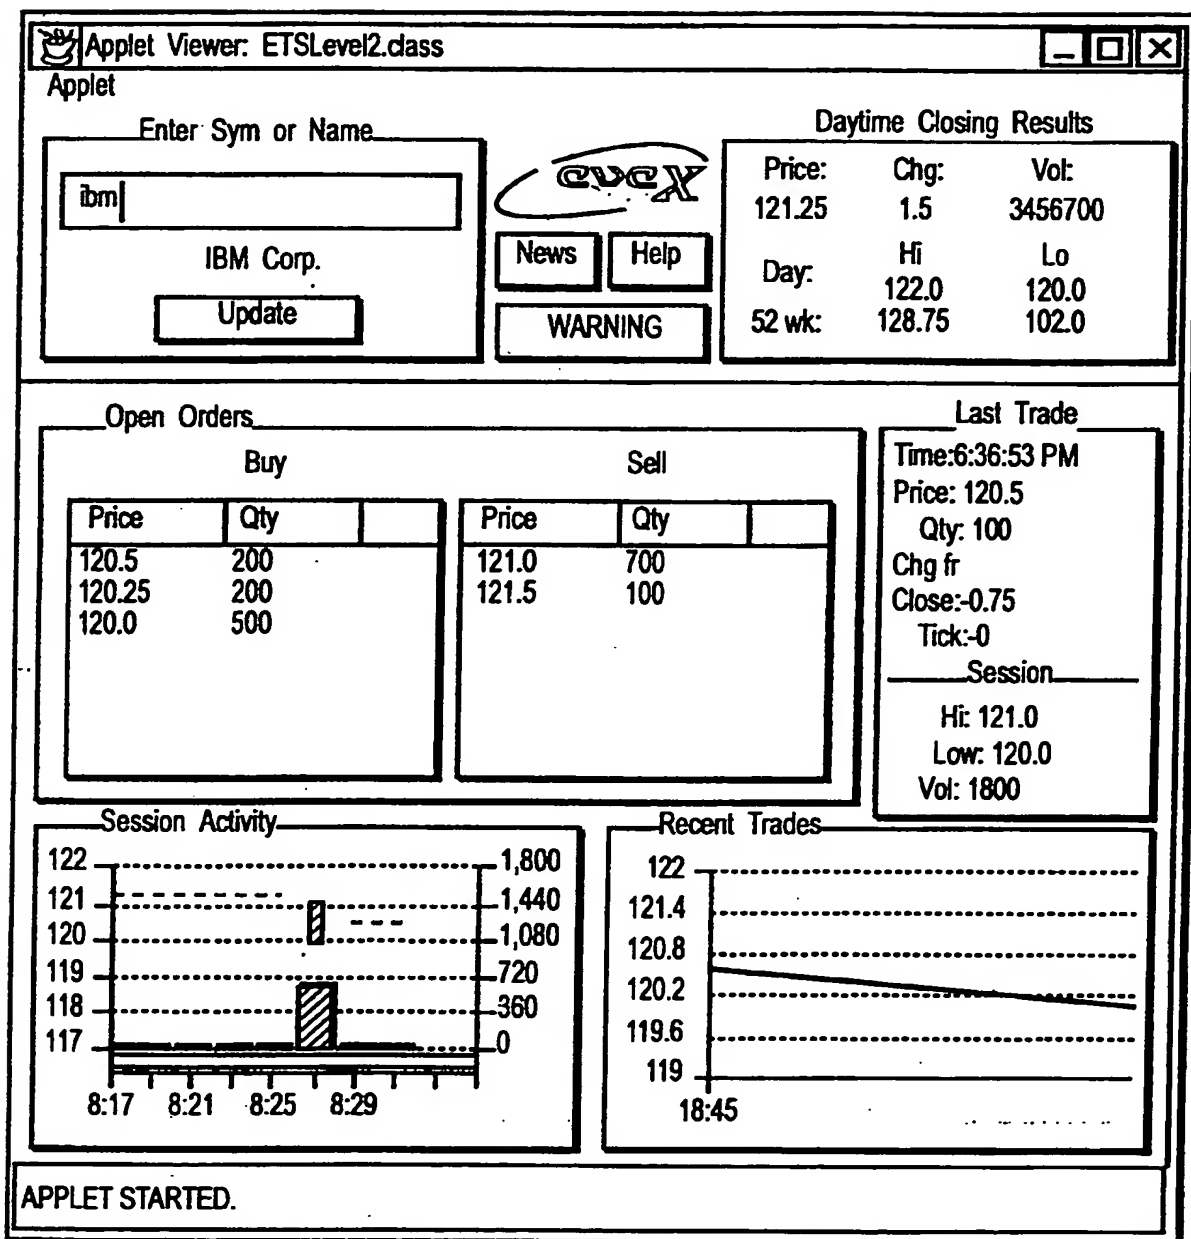 Applet Viewer: ETSLevel2.class
Applet
Enter Sym or Name
ibm
IBM Corp.
Update
eveX
News Help
WARNING
Daytime Closing Results
Price: Chg: Vol:
121.25 1.5 3456700
Hi Lo
Day: 122.0 120.0
52 wk: 128.75 102.0
Open Orders
Buy Sell
Price Qty Price Qty
120.5 200 121.0 700
120.25 200 121.5 100
120.0 500
Last Trade
Time:6:36:53 PM
Price: 120.5
Qty: 100
Chg fr
Close:-0.75
Tick:-0
Session
Hi: 121.0
Low: 120.0
Vol: 1800
Session Activity
122 1,800
121 1,440
120 1,080
119 720
118 360
117 0
8:17 8:21 8:25 8:29
Recent Trades
122
121.4
120.8
120.2
119.6
119
18:45
APPLET STARTED.